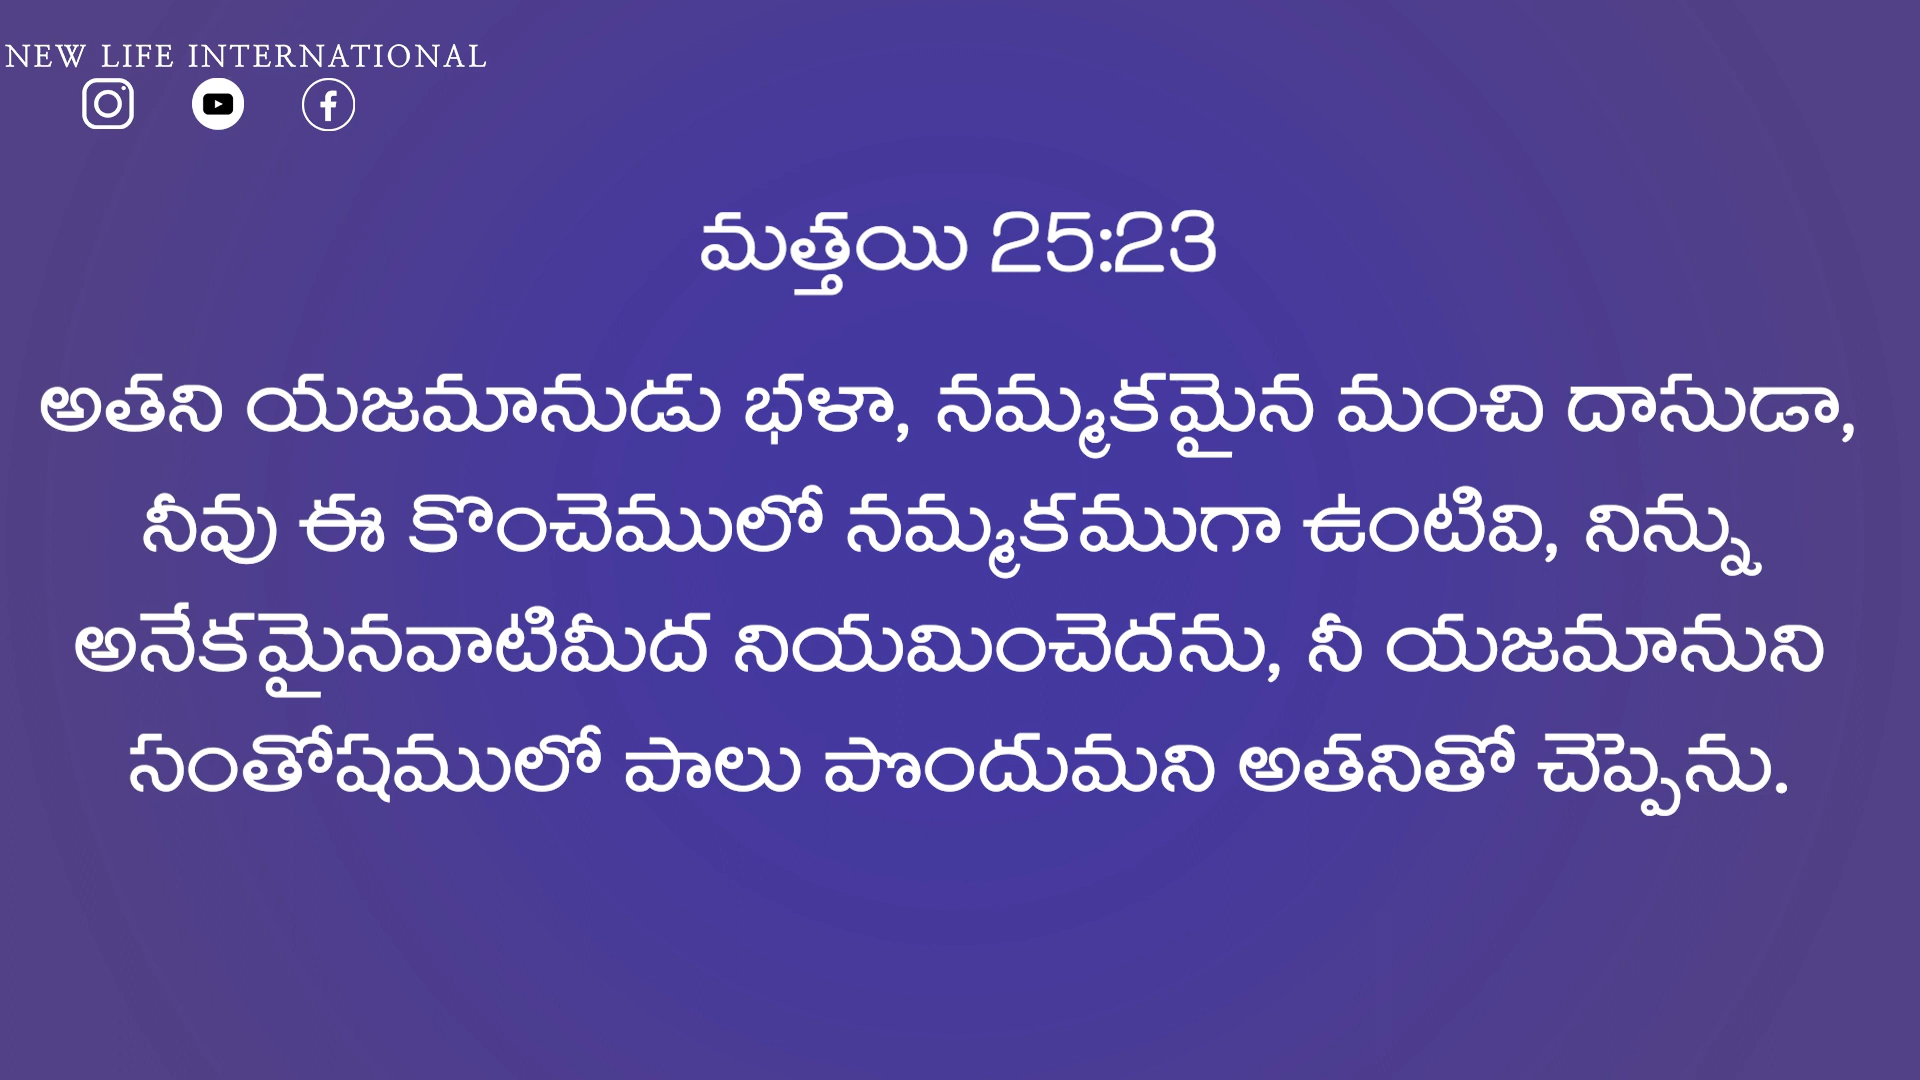 NEW LIFE INTERNATIONAL
మత్తయి 25:23
అతని యజమానుడు భళా, నమ్మకమైన మంచి దాసుడా,
నీవు ఈ కొంచెములో నమ్మకముగా ఉంటివి, నిన్ను
అనేకమైనవాటిమీద నియమించెదను, నీ యజమానుని
సంతోషములో పాలు పొందుమని అతనితో చెప్పెను.